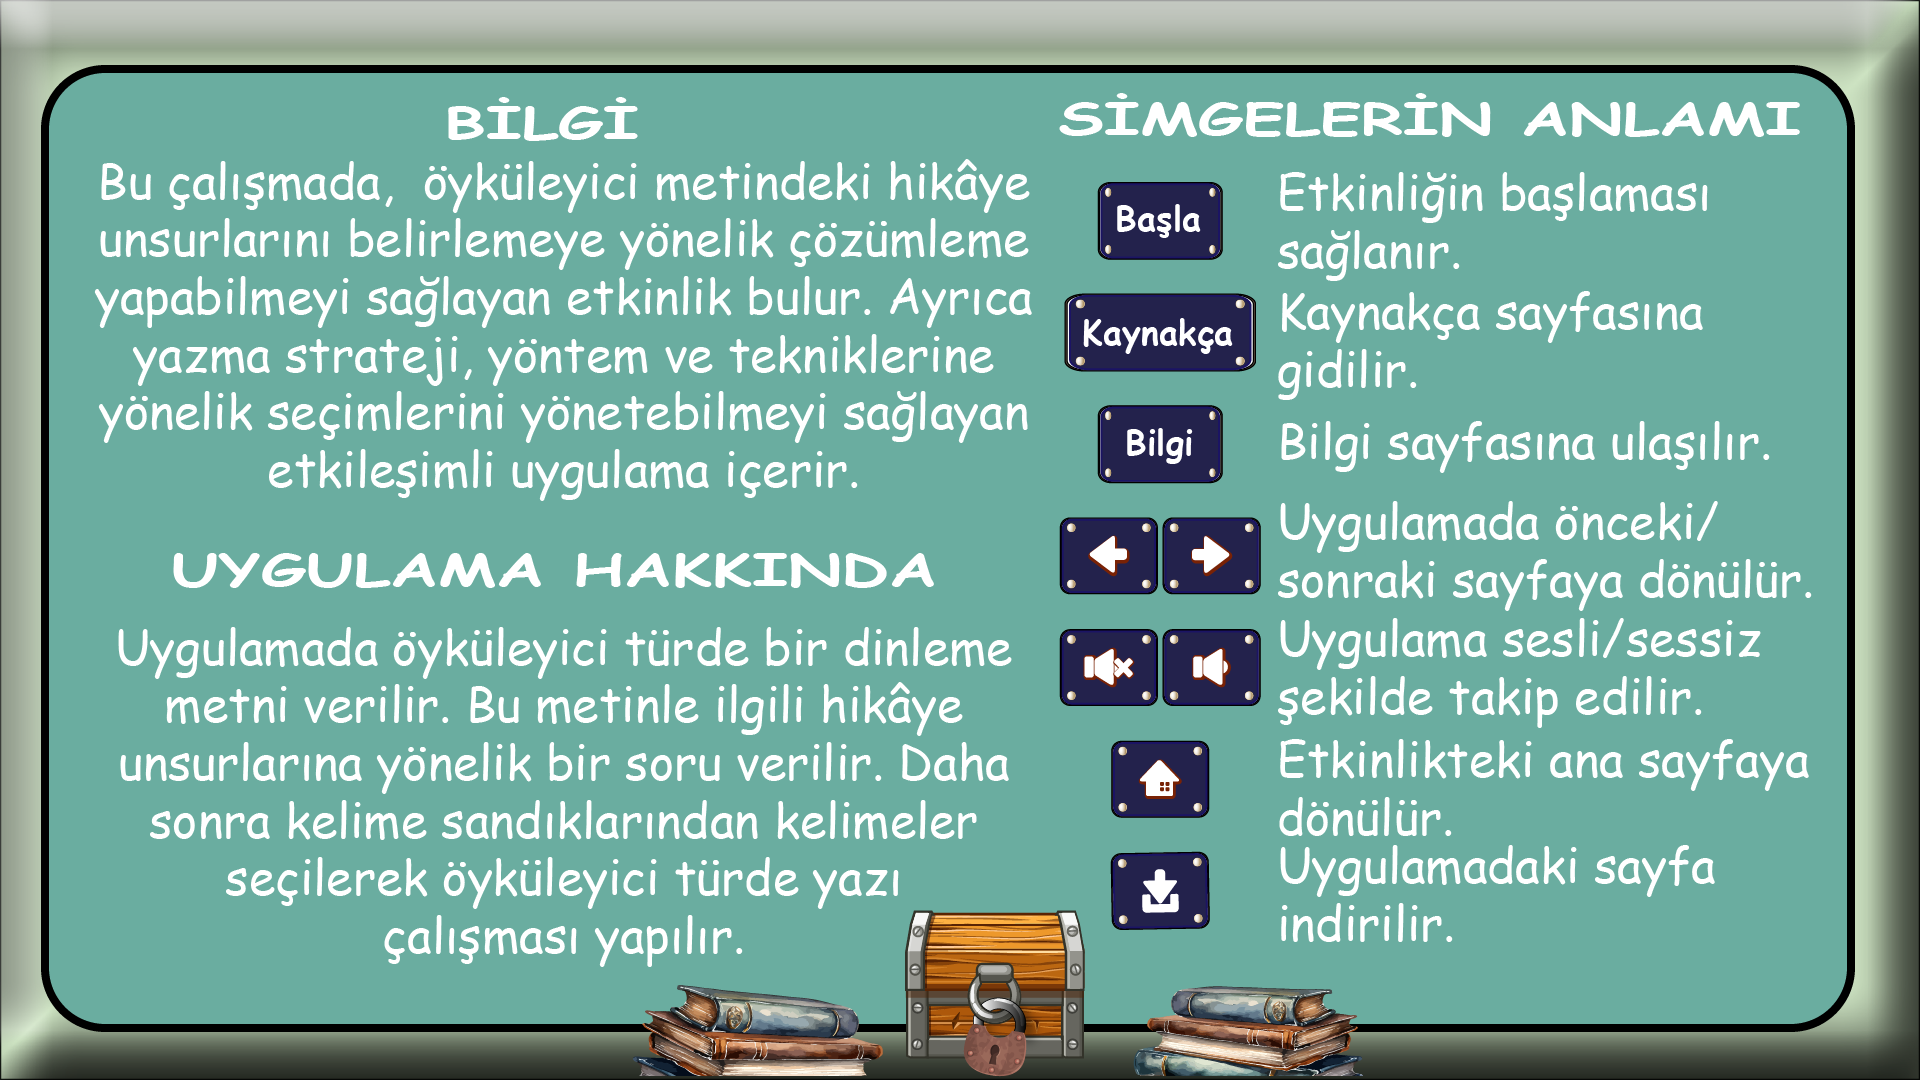 BİLGİ
Bu çalışmada, öyküleyici metindeki hikâye
unsurlarını belirlemeye yönelik çözümleme
yapabilmeyi sağlayan etkinlik bulur. Ayrıca
yazma strateji, yöntem ve tekniklerine
yönelik seçimlerini yönetebilmeyi sağlayan
etkileşimli uygulama içerir.
UYGULAMA HAKKINDA
Uygulamada öyküleyici türde bir dinleme
metni verilir. Bu metinle ilgili hikâye
unsurlarına yönelik bir soru verilir. Daha
sonra kelime sandıklarından kelimeler
seçilerek öyküleyici türde yazı
çalışması yapılır.
SİMGELERİN ANLAMI
Başla
Etkinliğin başlaması
sağlanır.
Kaynakça
Kaynakça sayfasına
gidilir.
Bilgi
Bilgi sayfasına ulaşılır.
Uygulamada önceki/
sonraki sayfaya dönülür.
Uygulama sesli/sessiz
şekilde takip edilir.
Etkinlikteki ana sayfaya
dönülür.
Uygulamadaki sayfa
indirilir.